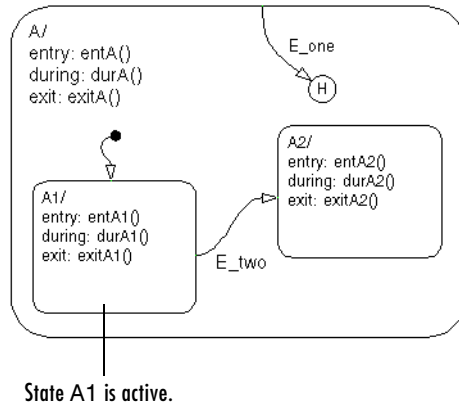 A/
entry: entA()
during: durA()
exit: exitA()
E_one
H
A2/
entry: entA2()
during: durA2()
exit: exitA2()
A1/
entry: entA1()
during: durA1()
exit: exitA1()
E_two
State A1 is active.